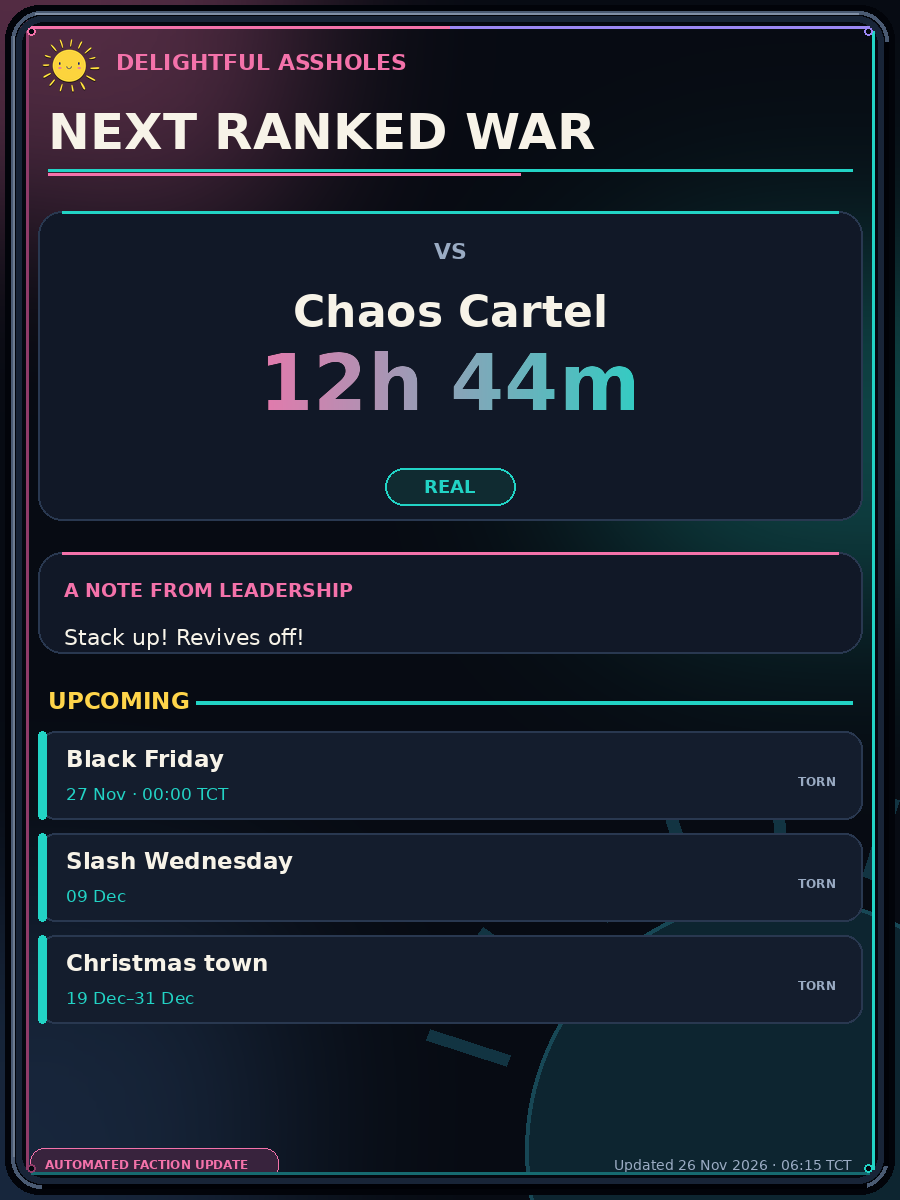 DELIGHTFUL ASSHOLES
NEXT RANKED WAR
VS
Chaos Cartel
12h 44m
REAL
A NOTE FROM LEADERSHIP
Stack up! Revives off!
UPCOMING
Black Friday
27 Nov · 00:00 TCT
TORN
Slash Wednesday
09 Dec
TORN
Christmas town
19 Dec–31 Dec
TORN
AUTOMATED FACTION UPDATE
Updated 26 Nov 2026 · 06:15 TCT